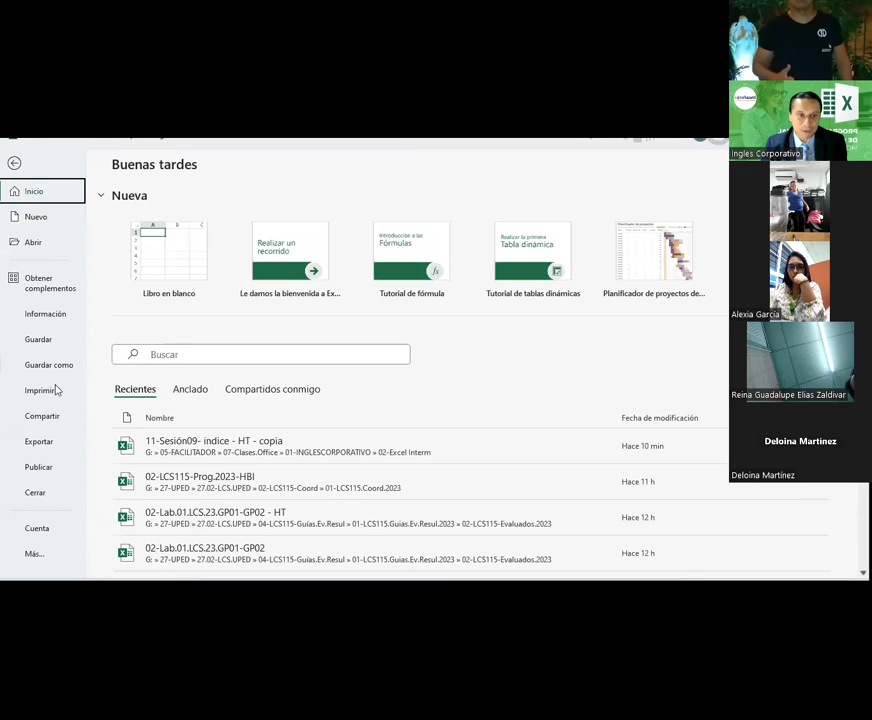 Buenas tardes
Inicio
Nueva
Nuevo
Abrir
Obtener
complementos
Información
Guardar
Guardar como
Imprimir
Compartir
Exportar
Publicar
Cerrar
Cuenta
Más...
A B C
Realizar un
recorrido
Introducción a las
Fórmulas
fx
Realizar la primera
Tabla dinámica
Libro en blanco
Le damos la bienvenida a Ex...
Tutorial de fórmula
Tutorial de tablas dinámicas
Planificador de proyectos de...
Buscar
Recientes Anclado Compartidos conmigo
Nombre Fecha de modificación
11-Sesión09- indice - HT - copia
G: » 05-FACILITADOR » 07-Clases.Office » 01-INGLESCORPORATIVO » 02-Excel Interm
Hace 10 min
02-LCS115-Prog.2023-HBI
G: » 27-UPED » 27.02-LCS.UPED » 02-LCS115-Coord » 01-LCS115.Coord.2023
Hace 11 h
02-Lab.01.LCS.23.GP01-GP02 - HT
G: » 27-UPED » 27.02-LCS.UPED » 04-LCS115-Guías.Ev.Resul » 01-LCS115.Guias.Ev.Resul.2023 » 02-LCS115-Evaluados.2023
Hace 12 h
02-Lab.01.LCS.23.GP01-GP02
G: » 27-UPED » 27.02-LCS.UPED » 04-LCS115-Guías.Ev.Resul » 01-LCS115.Guias.Ev.Resul.2023 » 02-LCS115-Evaluados.2023
Hace 12 h
Ingles Corporativo
Alexia García
Reina Guadalupe Elias Zaldivar
Deloina Martinez
Deloina Martínez